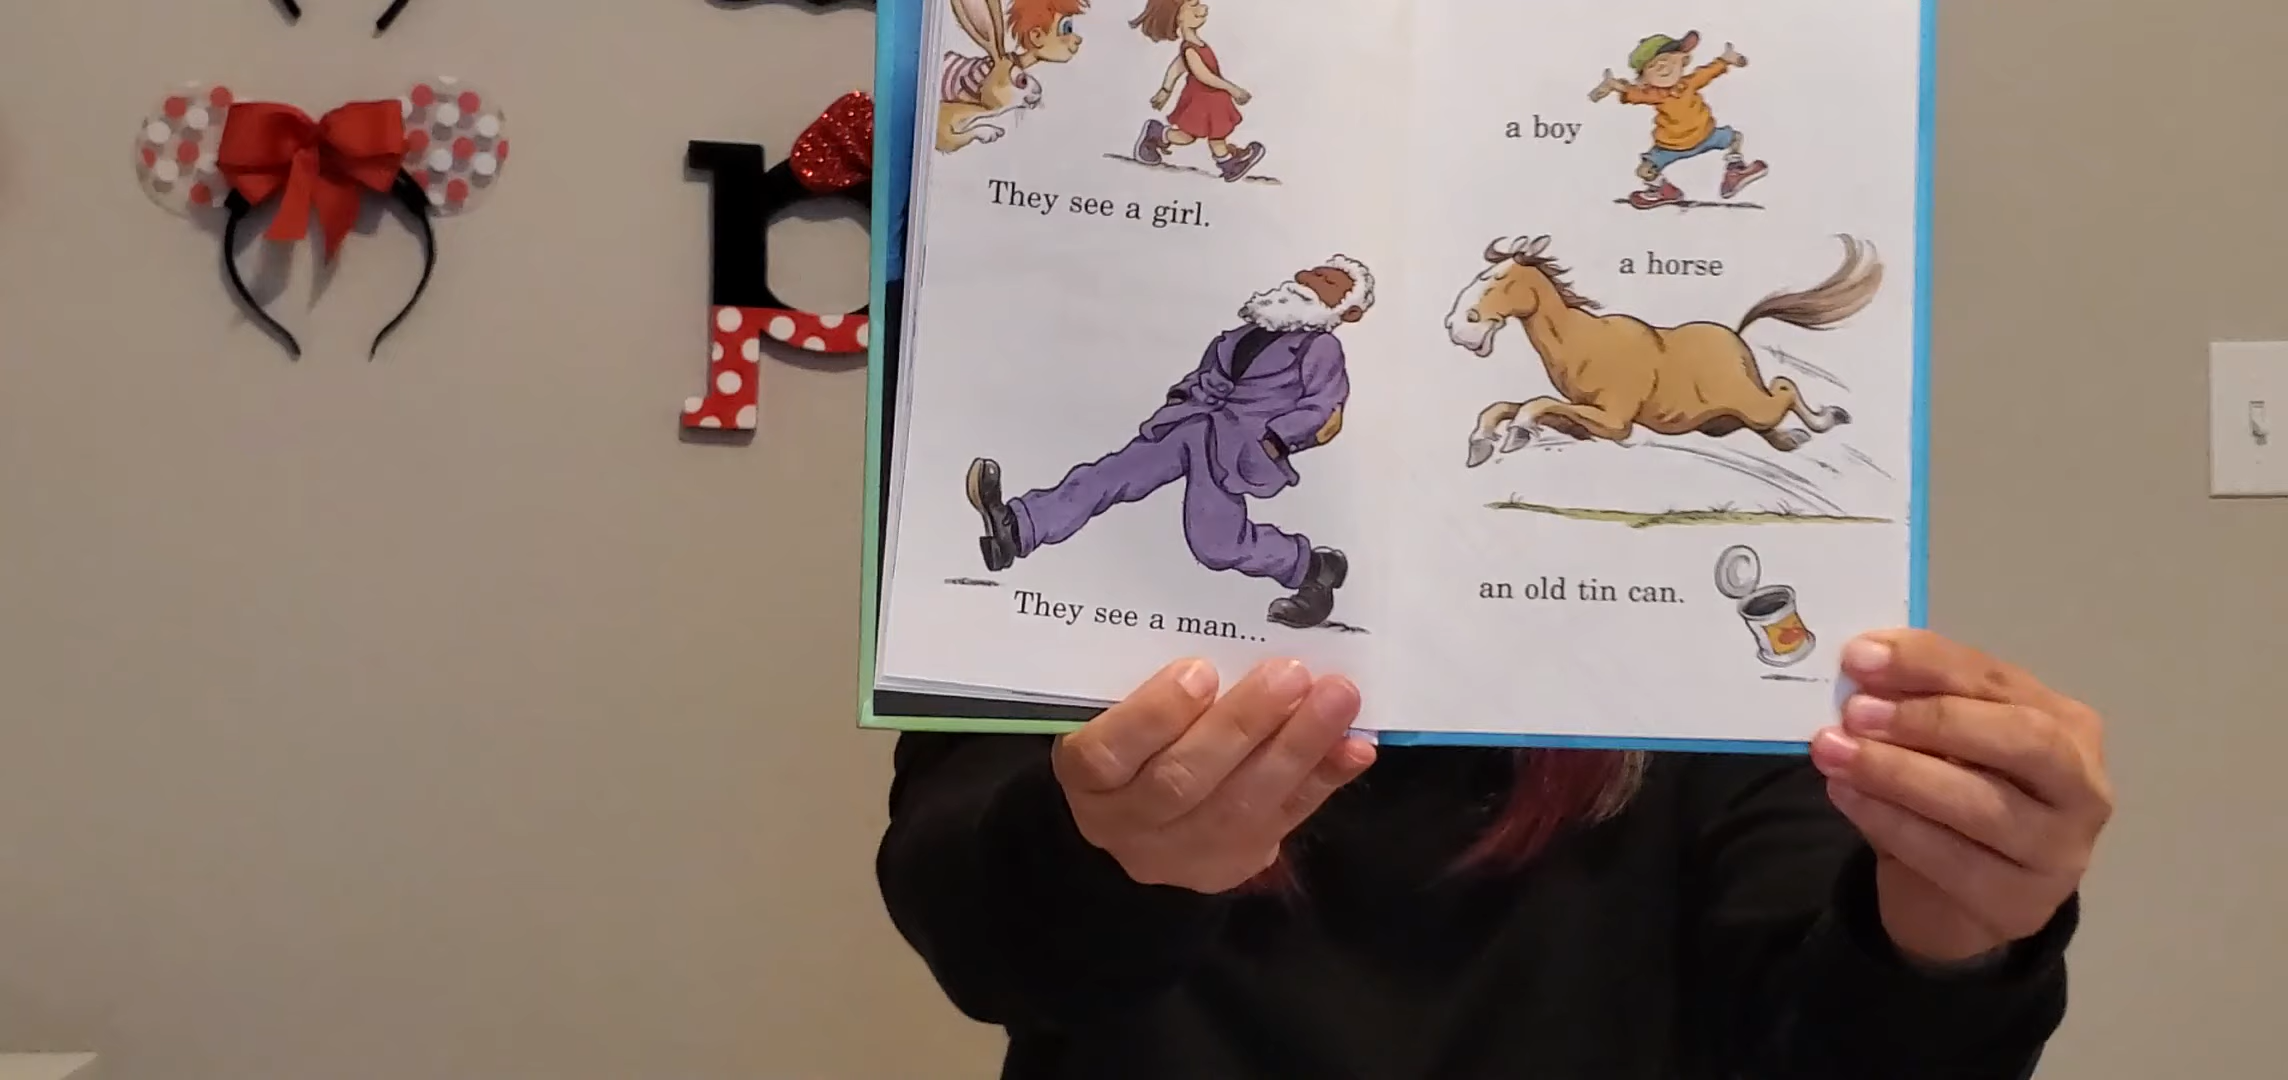 They see a girl.
They see a man...
a boy
a horse
an old tin can.
p